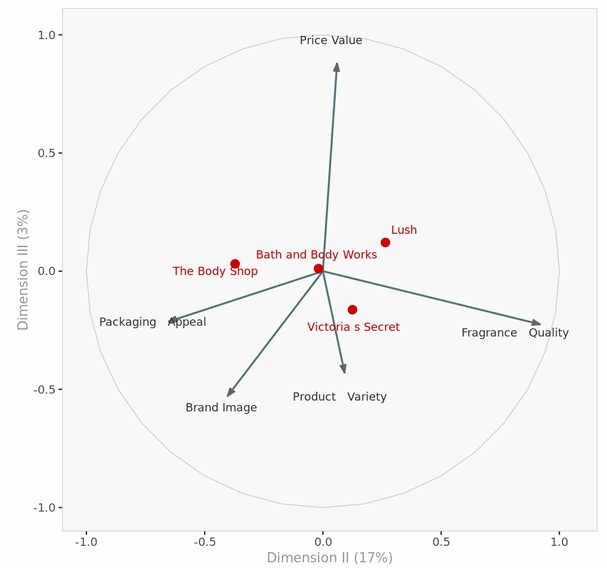 1.0
Price Value
0.5
Lush
Bath and Body Works
0.0
The Body Shop
Packaging Appeal
Victoria s Secret
Fragrance Quality
-0.5
Product Variety
Brand Image
-1.0
-1.0 -0.5 0.0 0.5 1.0
Dimension II (17%)
Dimension III (3%)